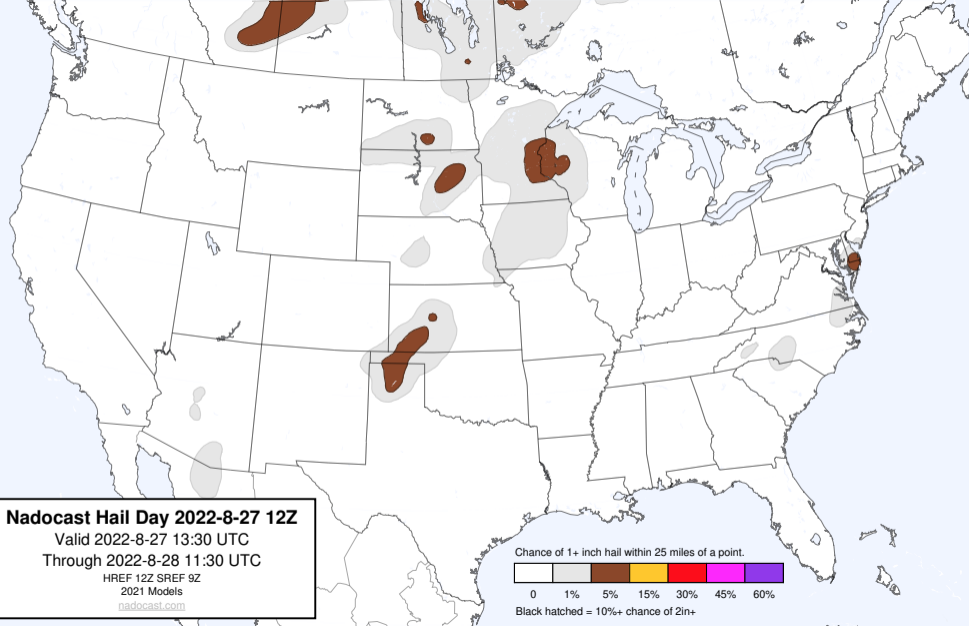 Nadocast Hail Day 2022-8-27 12Z
Valid 2022-8-27 13:30 UTC
Through 2022-8-28 11:30 UTC
HREF 12Z SREF 9Z
2021 Models
nadocast.com
Chance of 1+ inch hail within 25 miles of a point.
0 1% 5% 15% 30% 45% 60%
Black hatched = 10%+ chance of 2in+